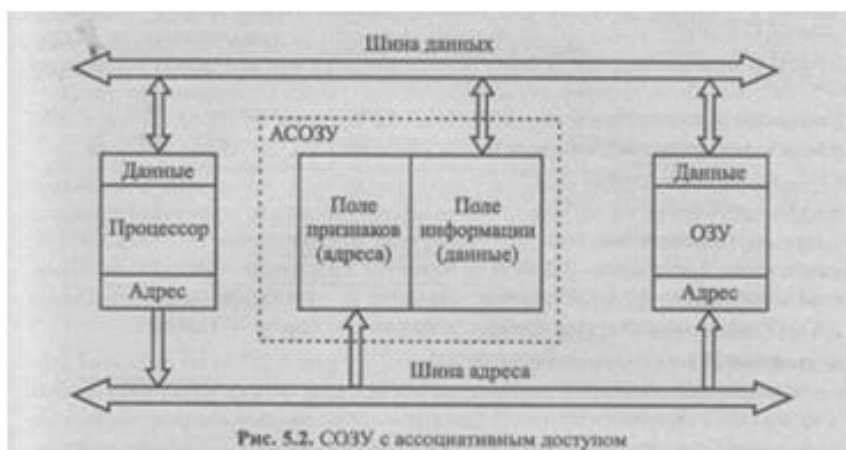 Шина данных
АСОЗУ
Данные
Процессор
Адрес
Поле
признаков
(адреса)
Поле
информации
(данные)
Данные
ОЗУ
Адрес
Шина адреса
Рис. 5.2. СОЗУ с ассоциативным доступом